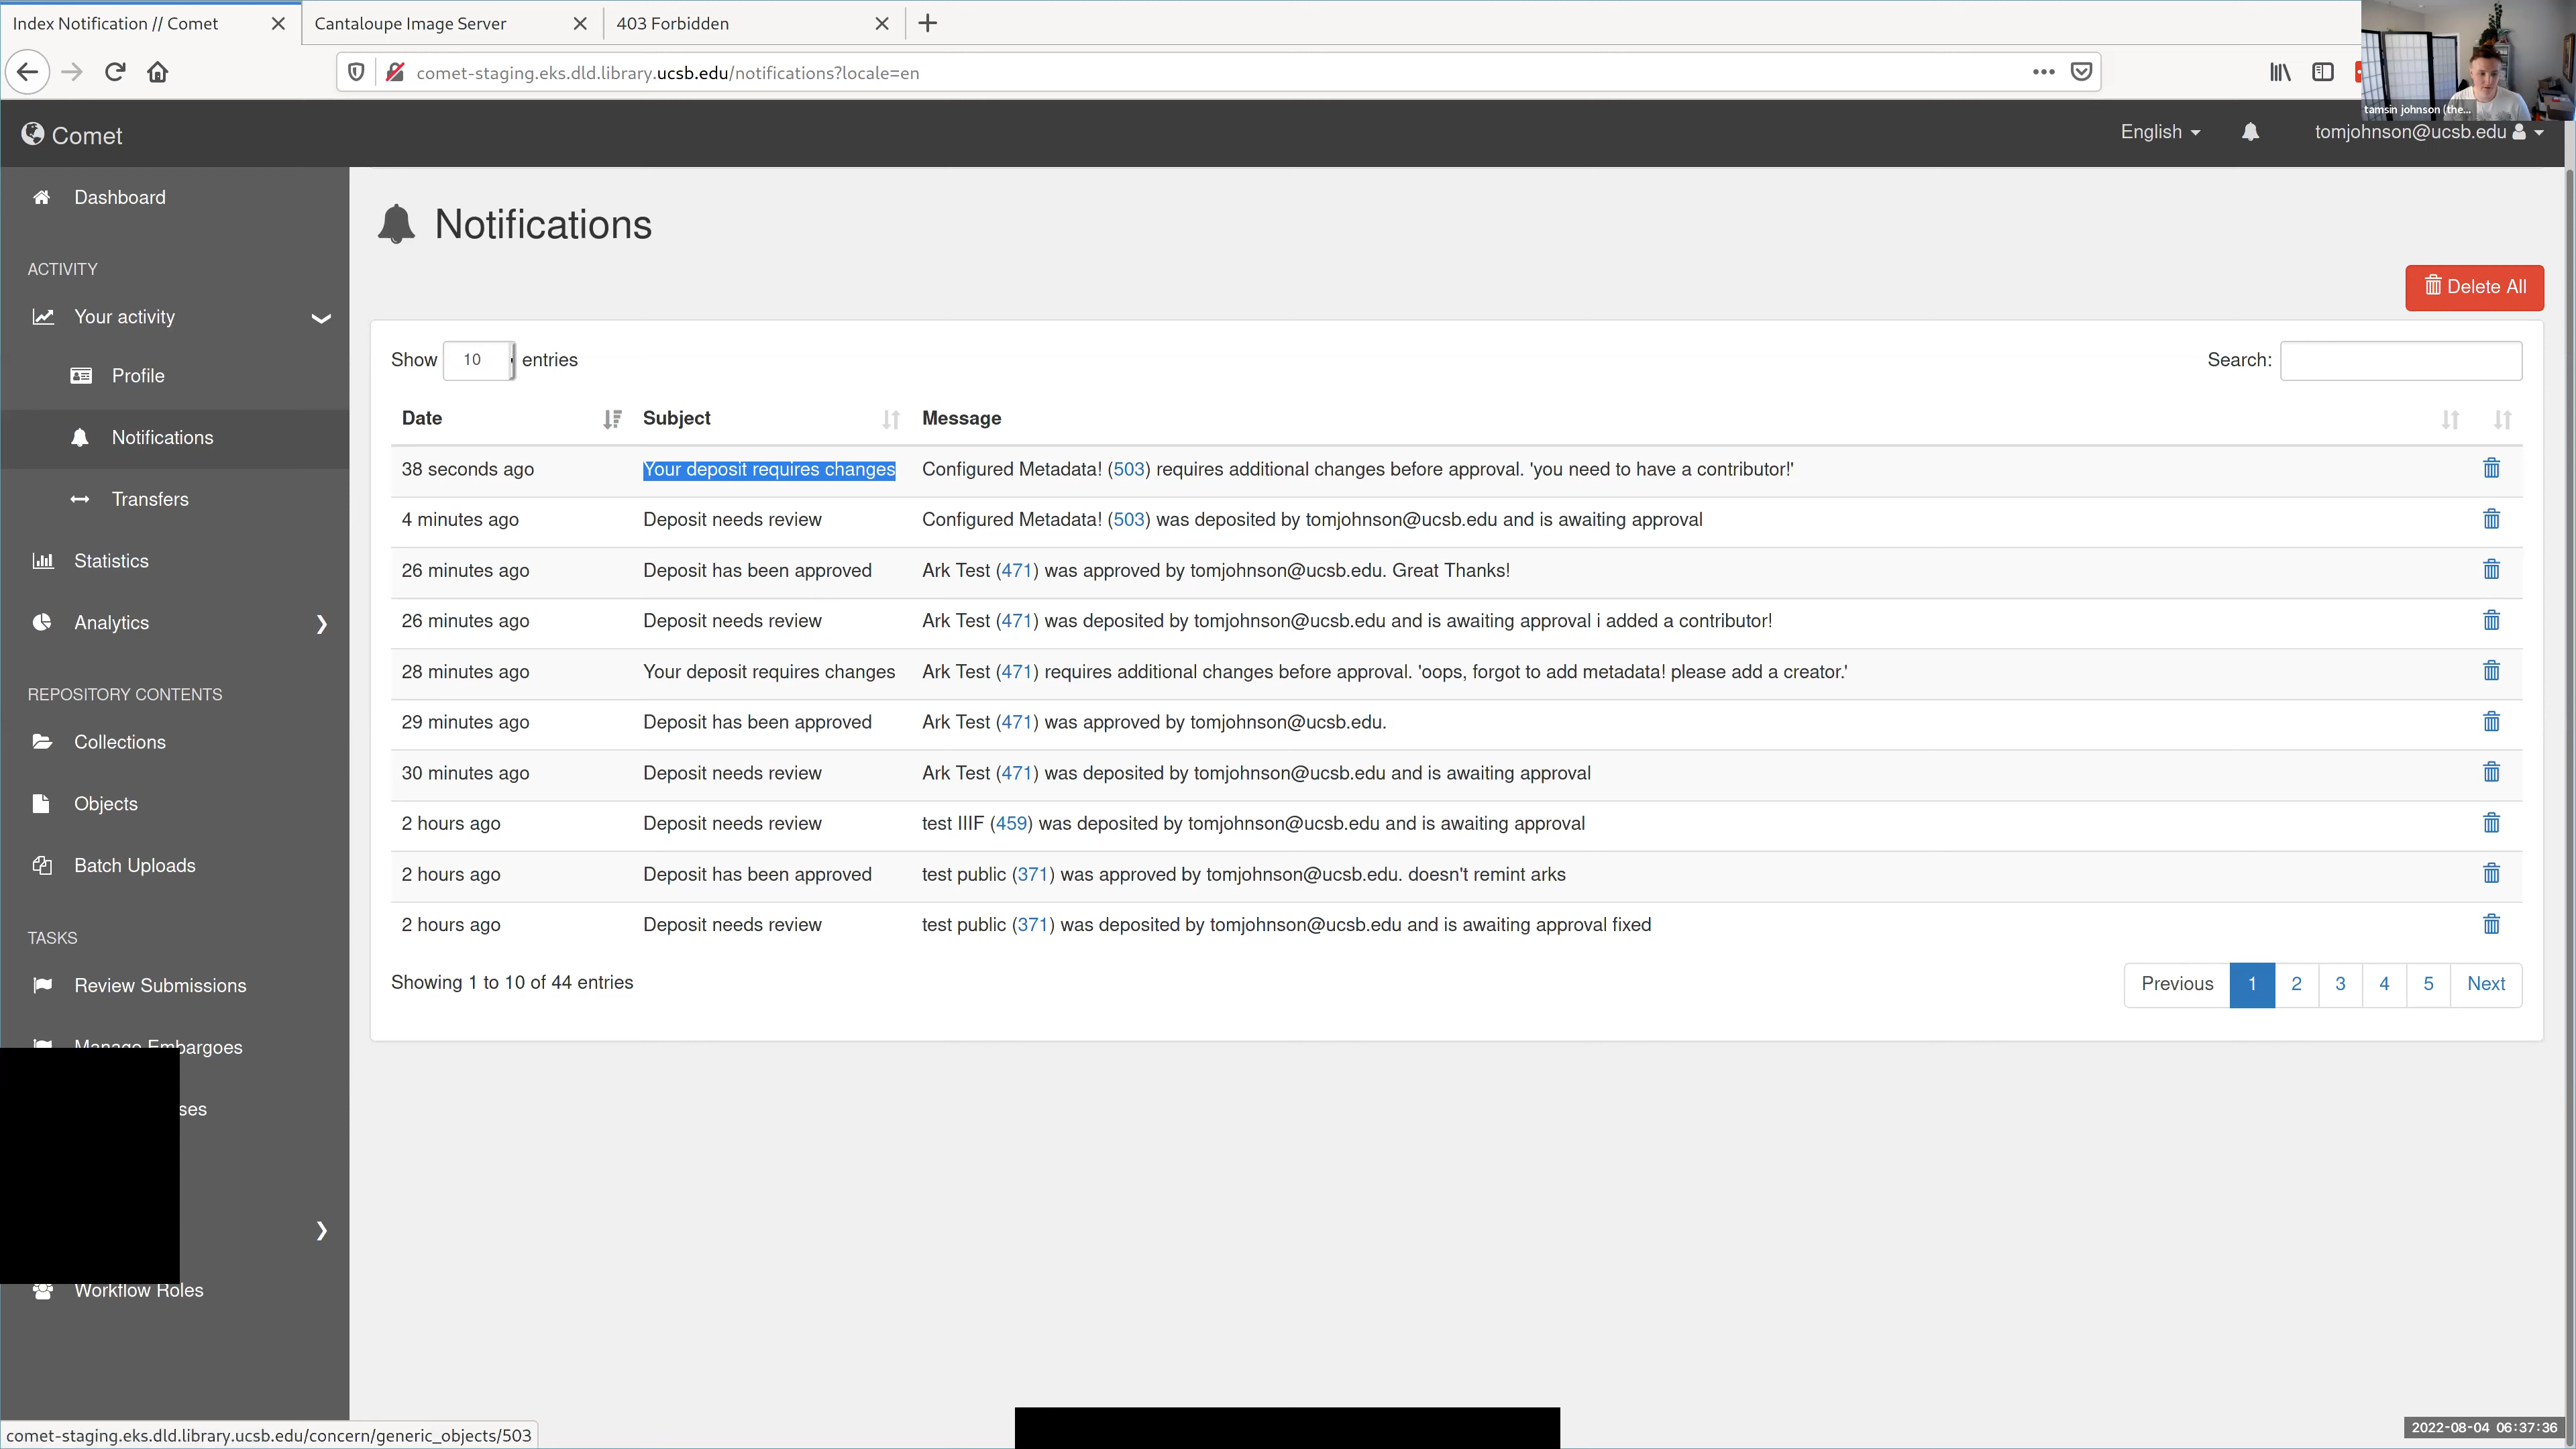 Index Notification // Comet
Cantaloupe Image Server
403 Forbidden
comet-staging.eks.dld.library.ucsb.edu/notifications?locale=en
tamsin johnson (the...
Comet
English
tomjohnson@ucsb.edu
Dashboard
ACTIVITY
Your activity
Profile
Notifications
Transfers
Statistics
Analytics
REPOSITORY CONTENTS
Collections
Objects
Batch Uploads
TASKS
Review Submissions
Manage Embargoes
ses
Workflow Roles
Notifications
Delete All
Show 10 entries
Search:
Date Subject Message
38 seconds ago Your deposit requires changes Configured Metadata! (503) requires additional changes before approval. 'you need to have a contributor!'
4 minutes ago Deposit needs review Configured Metadata! (503) was deposited by tomjohnson@ucsb.edu and is awaiting approval
26 minutes ago Deposit has been approved Ark Test (471) was approved by tomjohnson@ucsb.edu. Great Thanks!
26 minutes ago Deposit needs review Ark Test (471) was deposited by tomjohnson@ucsb.edu and is awaiting approval i added a contributor!
28 minutes ago Your deposit requires changes Ark Test (471) requires additional changes before approval. 'oops, forgot to add metadata! please add a creator.'
29 minutes ago Deposit has been approved Ark Test (471) was approved by tomjohnson@ucsb.edu.
30 minutes ago Deposit needs review Ark Test (471) was deposited by tomjohnson@ucsb.edu and is awaiting approval
2 hours ago Deposit needs review test IIIF (459) was deposited by tomjohnson@ucsb.edu and is awaiting approval
2 hours ago Deposit has been approved test public (371) was approved by tomjohnson@ucsb.edu. doesn't remint arks
2 hours ago Deposit needs review test public (371) was deposited by tomjohnson@ucsb.edu and is awaiting approval fixed
Showing 1 to 10 of 44 entries
Previous 1 2 3 4 5 Next
comet-staging.eks.dld.library.ucsb.edu/concern/generic_objects/503
2022-08-04 06:37:36